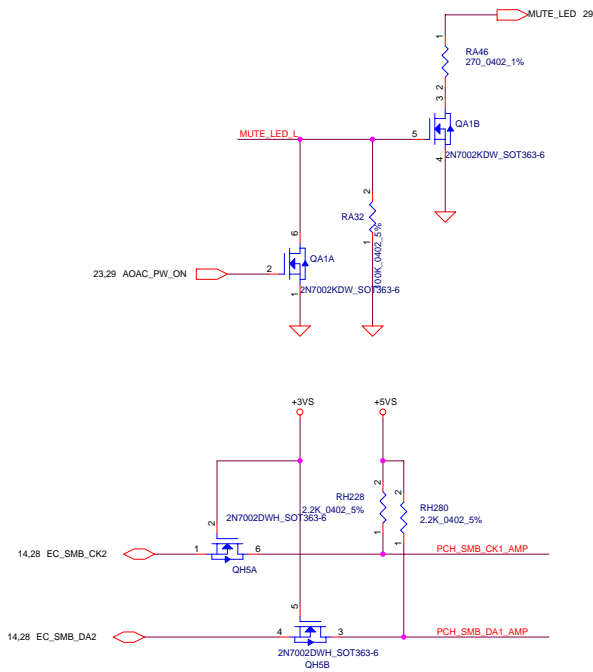 MUTE_LED 29
1
RA46
270_0402_1%
2
3
QA1B
MUTE_LED_L
5
2N7002KDW_SOT363-6
4
2
RA32
1
100K_0402_5%
6
QA1A
23,29 AOAC_PW_ON
2
2N7002KDW_SOT363-6
1
+3VS
+5VS
2
2
RH228
2.2K_0402_5%
RH280
2.2K_0402_5%
2N7002DWH_SOT363-6
2
1
1
14,28 EC_SMB_CK2
1
6
PCH_SMB_CK1_AMP
QH5A
5
14,28 EC_SMB_DA2
4
3
PCH_SMB_DA1_AMP
2N7002DWH_SOT363-6
QH5B